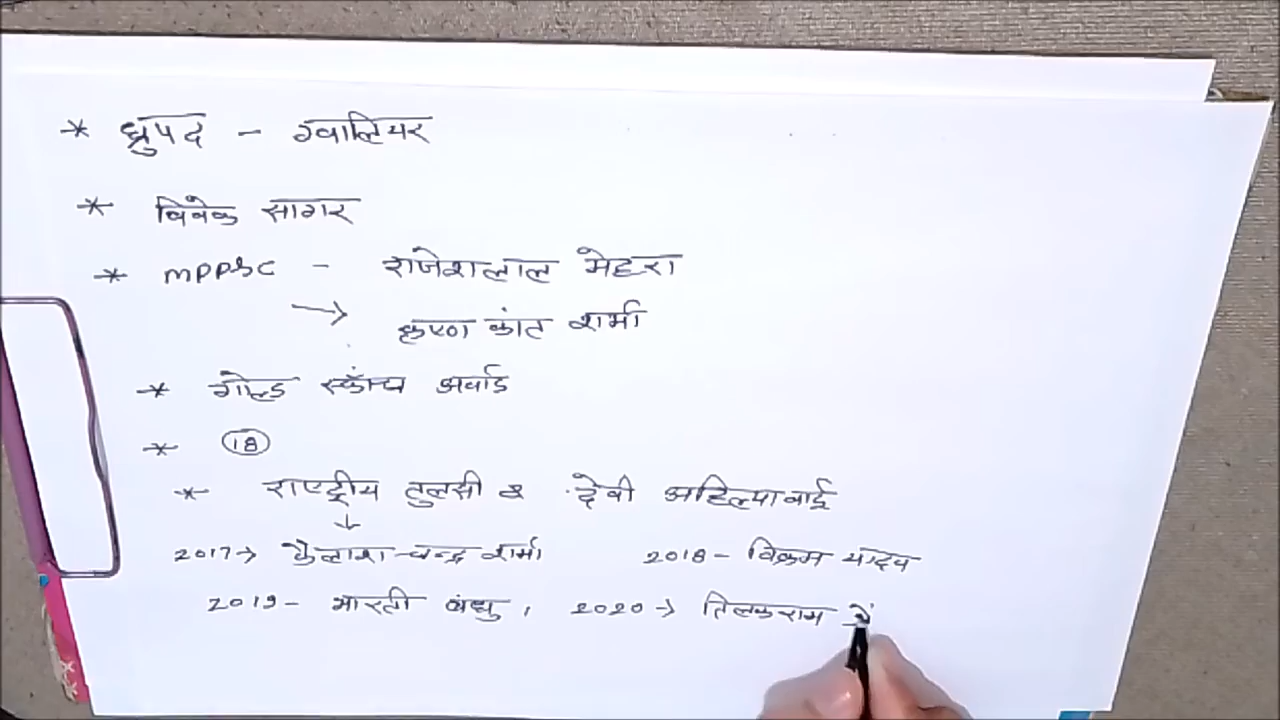 * ध्रुपद - ग्वालियर
* विवेक सागर
* MPPSC - राजेशलाल मेहरा
→ कृष्ण कांत शर्मा
* गोल्ड स्कॉच अर्वाड
* 18
* राष्ट्रीय तुलसी & देवी अहिल्याबाई
↓
2017→ कैलाश चन्द्र शर्मा 2018 - विक्रम यादव
2019 - भारती बंधु, 2020 → तिलकराम